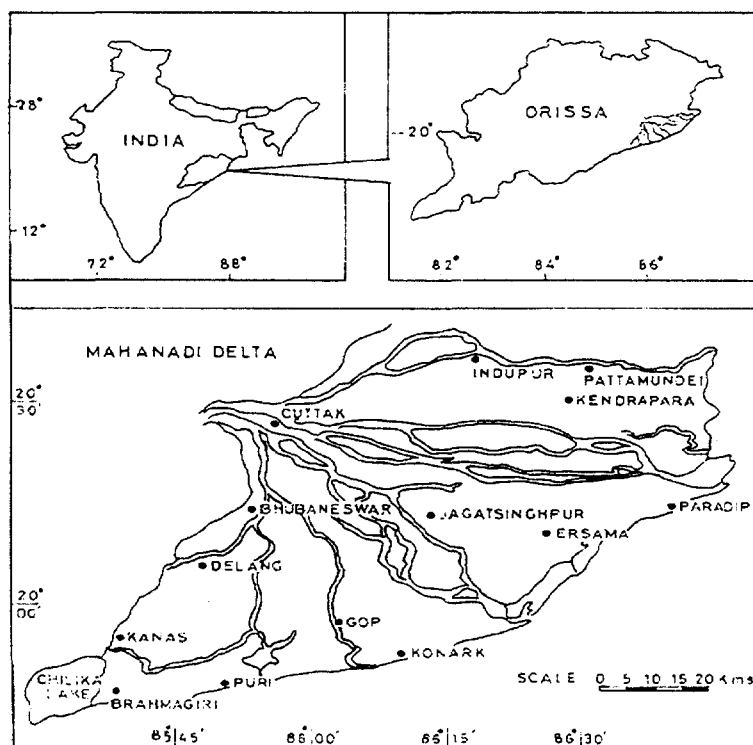 28°
INDIA
12°
72°
88°
ORISSA
20°
82°
84°
86°
MAHANADI DELTA
20°
30'
20°
00'
INDUPUR
PATTAMUNDEI
KENDRAPARA
CUTTAK
BHUBANESWAR
JAGATSINGHPUR
PARADIP
ERSAMA
DELANG
GOP
KANAS
KONARK
CHILIKA
LAKE
PURI
BRAHMAGIRI
SCALE 0 5 10 15 20 Kms
85°45'
86°00'
86°15'
86°30'